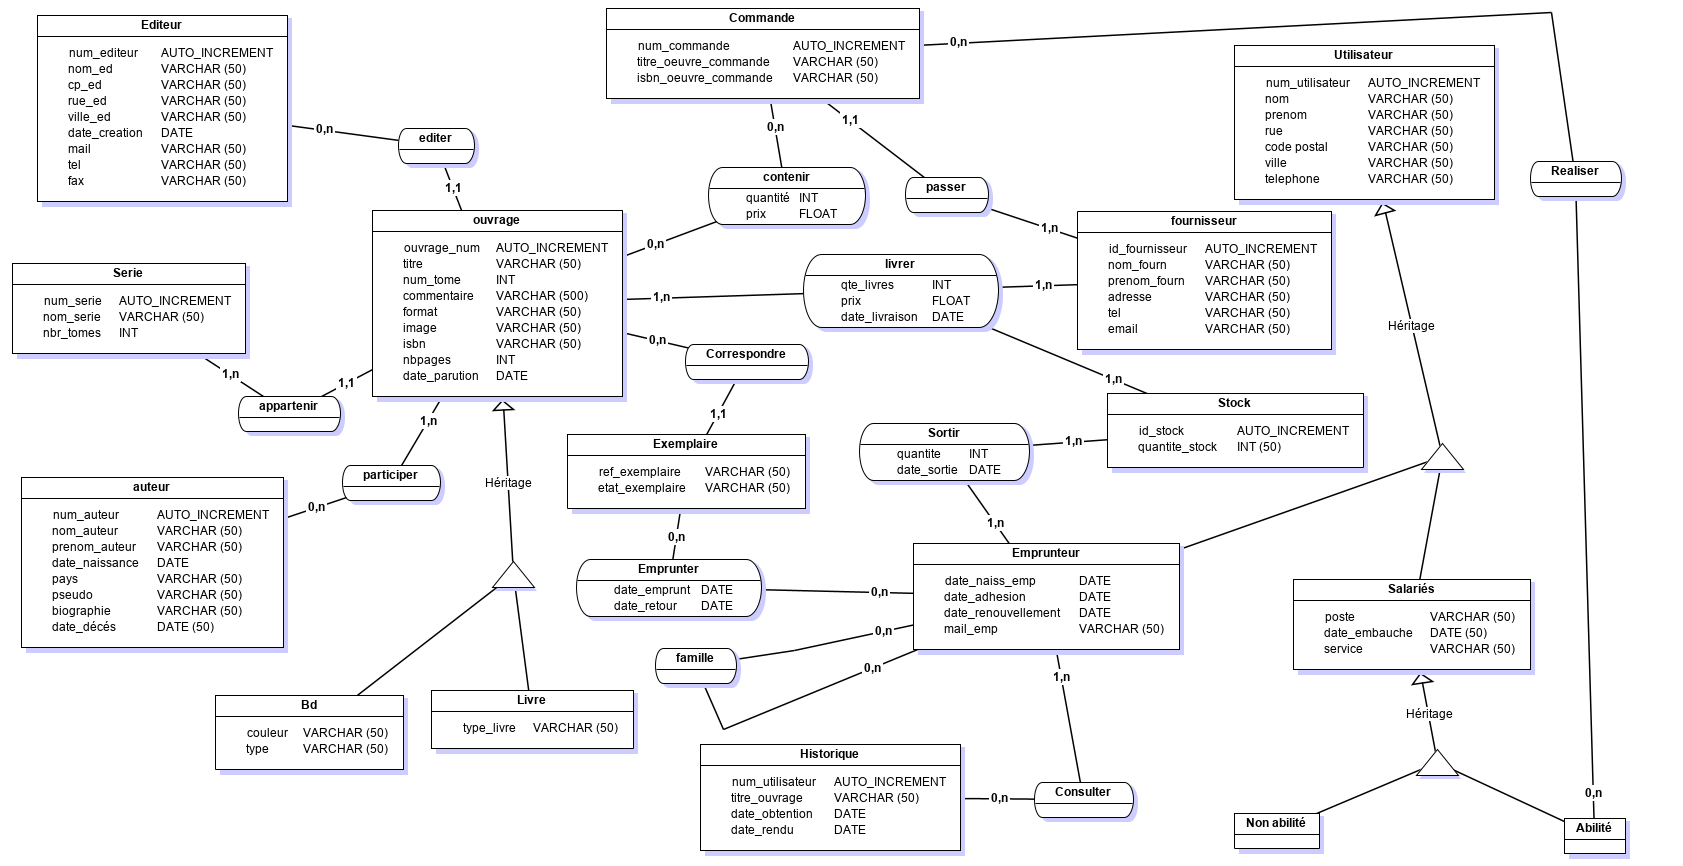 Editeur
num_editeur AUTO_INCREMENT
nom_ed VARCHAR (50)
cp_ed VARCHAR (50)
rue_ed VARCHAR (50)
ville_ed VARCHAR (50)
date_creation DATE
mail VARCHAR (50)
tel VARCHAR (50)
fax VARCHAR (50)
0,n
editer
1,1
Commande
num_commande AUTO_INCREMENT
titre_oeuvre_commande VARCHAR (50)
isbn_oeuvre_commande VARCHAR (50)
0,n
0,n
1,1
Utilisateur
num_utilisateur AUTO_INCREMENT
nom VARCHAR (50)
prenom VARCHAR (50)
rue VARCHAR (50)
code postal VARCHAR (50)
ville VARCHAR (50)
telephone VARCHAR (50)
Realiser
contenir
quantité INT
prix FLOAT
0,n
passer
1,n
fournisseur
id_fournisseur AUTO_INCREMENT
nom_fourn VARCHAR (50)
prenom_fourn VARCHAR (50)
adresse VARCHAR (50)
tel VARCHAR (50)
email VARCHAR (50)
ouvrage
ouvrage_num AUTO_INCREMENT
titre VARCHAR (50)
num_tome INT
commentaire VARCHAR (500)
format VARCHAR (50)
image VARCHAR (50)
isbn VARCHAR (50)
nbpages INT
date_parution DATE
livrer
qte_livres INT
prix FLOAT
date_livraison DATE
1,n
1,n
1,n
Serie
num_serie AUTO_INCREMENT
nom_serie VARCHAR (50)
nbr_tomes INT
1,n
appartenir
1,1
0,n
Correspondre
1,1
Héritage
Stock
id_stock AUTO_INCREMENT
quantite_stock INT (50)
Sortir
quantite INT
date_sortie DATE
1,n
1,n
Exemplaire
ref_exemplaire VARCHAR (50)
etat_exemplaire VARCHAR (50)
0,n
1,n
participer
0,n
Héritage
auteur
num_auteur AUTO_INCREMENT
nom_auteur VARCHAR (50)
prenom_auteur VARCHAR (50)
date_naissance DATE
pays VARCHAR (50)
pseudo VARCHAR (50)
biographie VARCHAR (50)
date_décés DATE (50)
Emprunter
date_emprunt DATE
date_retour DATE
0,n
Emprunteur
date_naiss_emp DATE
date_adhesion DATE
date_renouvellement DATE
mail_emp VARCHAR (50)
Salariés
poste VARCHAR (50)
date_embauche DATE (50)
service VARCHAR (50)
famille
0,n
0,n
1,n
Bd
couleur VARCHAR (50)
type VARCHAR (50)
Livre
type_livre VARCHAR (50)
Héritage
Historique
num_utilisateur AUTO_INCREMENT
titre_ouvrage VARCHAR (50)
date_obtention DATE
date_rendu DATE
0,n
Consulter
0,n
Non abilité
Abilité